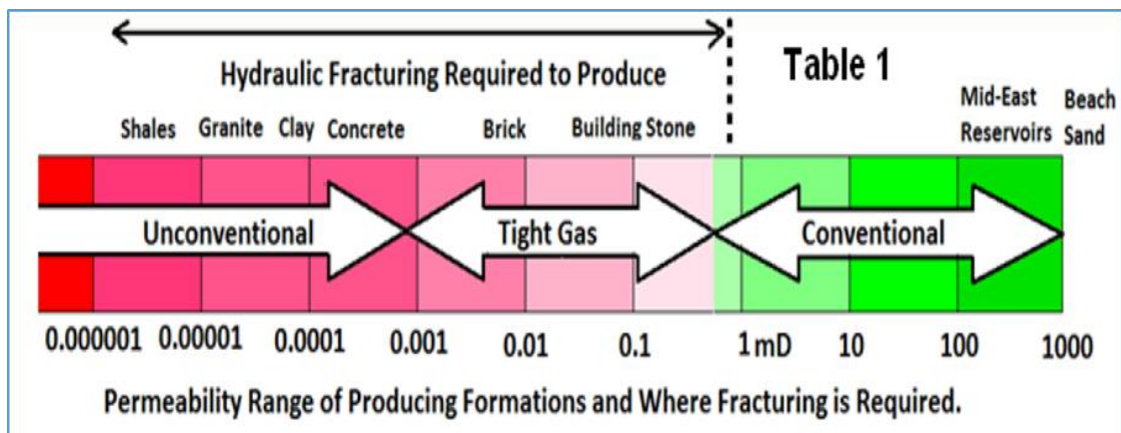 Hydraulic Fracturing Required to Produce
Table 1
Shales Granite Clay Concrete Brick Building Stone Mid-East Reservoirs Beach Sand
Unconventional Tight Gas Conventional
0.000001 0.00001 0.0001 0.001 0.01 0.1 1 mD 10 100 1000
Permeability Range of Producing Formations and Where Fracturing is Required.